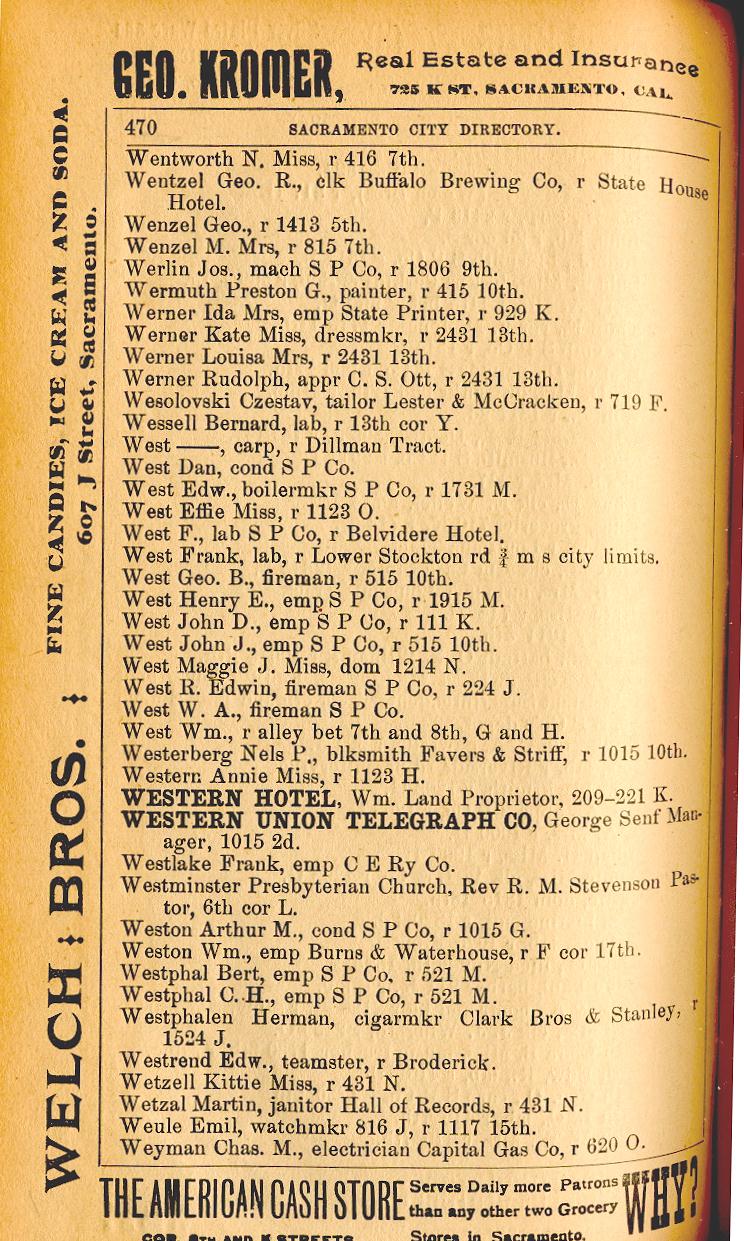 GEO. KROMER, Real Estate and Insurance
725 K ST, SACRAMENTO, CAL.
470 SACRAMENTO CITY DIRECTORY.
Wentworth N. Miss, r 416 7th.
Wentzel Geo. R., clk Buffalo Brewing Co, r State House
Hotel.
Wenzel Geo., r 1413 5th.
Wenzel M. Mrs, r 815 7th.
Werlin Jos., mach S P Co, r 1806 9th.
Wermuth Preston G., painter, r 415 10th.
Werner Ida Mrs, emp State Printer, r 929 K.
Werner Kate Miss, dressmkr, r 2431 13th.
Werner Louisa Mrs, r 2431 13th.
Werner Rudolph, appr C. S. Ott, r 2431 13th.
Wesolovski Czestav, tailor Lester & McCracken, r 719 F.
Wessell Bernard, lab, r 13th cor Y.
West ——, carp, r Dillman Tract.
West Dan, cond S P Co.
West Edw., boilermkr S P Co, r 1731 M.
West Effie Miss, r 1123 O.
West F., lab S P Co, r Belvidere Hotel.
West Frank, lab, r Lower Stockton rd ¾ m s city limits.
West Geo. B., fireman, r 515 10th.
West Henry E., emp S P Co, r 1915 M.
West John D., emp S P Co, r 111 K.
West John J., emp S P Co, r 515 10th.
West Maggie J. Miss, dom 1214 N.
West R. Edwin, fireman S P Co, r 224 J.
West W. A., fireman S P Co.
West Wm., r alley bet 7th and 8th, G and H.
Westerberg Nels P., blksmith Favers & Striff, r 1015 10th.
Western Annie Miss, r 1123 H.
WESTERN HOTEL, Wm. Land Proprietor, 209–221 K.
WESTERN UNION TELEGRAPH CO, George Senf Man-
ager, 1015 2d.
Westlake Frank, emp C E Ry Co.
Westminster Presbyterian Church, Rev R. M. Stevenson Pas-
tor, 6th cor L.
Weston Arthur M., cond S P Co, r 1015 G.
Weston Wm., emp Burns & Waterhouse, r F cor 17th.
Westphal Bert, emp S P Co, r 521 M.
Westphal C. H., emp S P Co, r 521 M.
Westphalen Herman, cigarmkr Clark Bros & Stanley, r
1524 J.
Westrend Edw., teamster, r Broderick.
Wetzell Kittie Miss, r 431 N.
Wetzal Martin, janitor Hall of Records, r 431 N.
Weule Emil, watchmkr 816 J, r 1117 15th.
Weyman Chas. M., electrician Capital Gas Co, r 620 O.
WELCH BROS. FINE CANDIES, ICE CREAM AND SODA.
607 J Street, Sacramento.
THE AMERICAN CASH STORE Serves Daily more Patrons
than any other two Grocery WHY?
COR. 8TH AND K STREETS Stores in Sacramento.